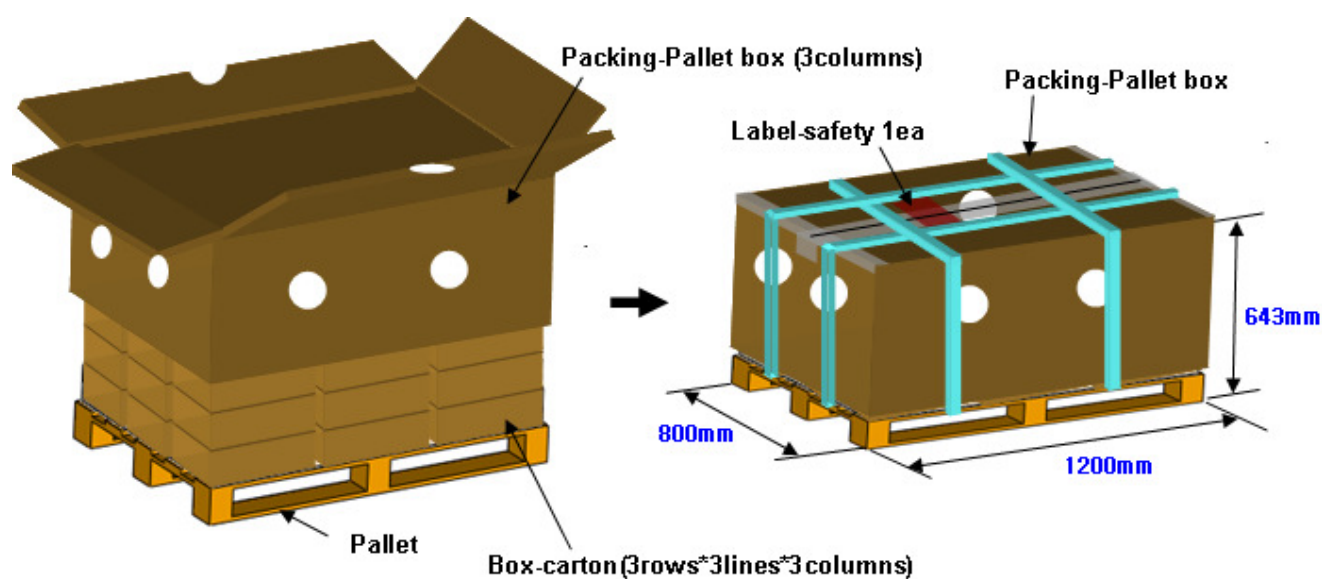 Packing-Pallet box (3columns)
Packing-Pallet box
Label-safety 1ea
643mm
800mm
1200mm
Pallet
Box-carton(3rows*3lines*3columns)